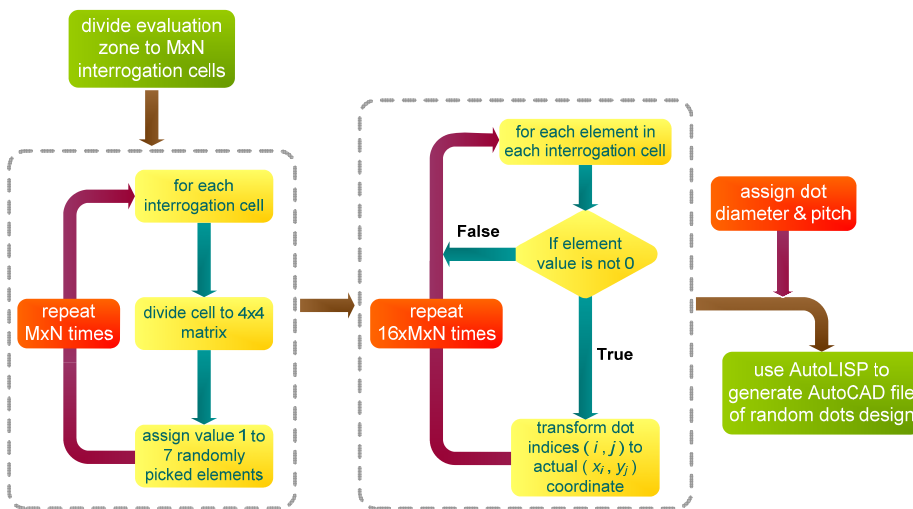 divide evaluation
zone to MxN
interrogation cells
for each
interrogation cell
repeat
MxN times
divide cell to 4x4
matrix
assign value 1 to
7 randomly
picked elements
for each element in
each interrogation cell
False
If element
value is not 0
repeat
16xMxN times
True
transform dot
indices ( i , j ) to
actual ( xi , yj )
coordinate
assign dot
diameter & pitch
use AutoLISP to
generate AutoCAD file
of random dots design